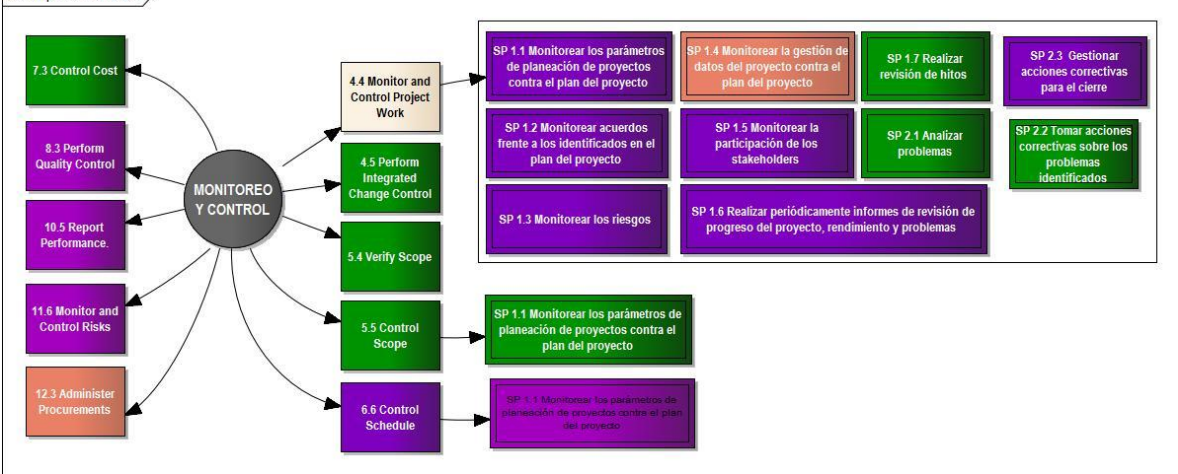 7.3 Control Cost
8.3 Perform
Quality Control
10.5 Report
Performance.
11.6 Monitor and
Control Risks
12.3 Administer
Procurements
MONITOREO
Y CONTROL
4.4 Monitor and
Control Project
Work
4.5 Perform
Integrated
Change Control
5.4 Verify Scope
5.5 Control
Scope
6.6 Control
Schedule
SP 1.1 Monitorear los parámetros
de planeación de proyectos
contra el plan del proyecto
SP 1.4 Monitorear la gestión de
datos del proyecto contra el
plan del proyecto
SP 1.7 Realizar
revisión de hitos
SP 2.3 Gestionar
acciones correctivas
para el cierre
SP 1.2 Monitorear acuerdos
frente a los identificados en el
plan del proyecto
SP 1.5 Monitorear la
participación de los
stakeholders
SP 2.1 Analizar
problemas
SP 2.2 Tomar acciones
correctivas sobre los
problemas
identificados
SP 1.3 Monitorear los riesgos
SP 1.6 Realizar periódicamente informes de revisión de
progreso del proyecto, rendimiento y problemas
SP 1.1 Monitorear los parámetros de
planeación de proyectos contra el
plan del proyecto
SP 1.1 Monitorear los parámetros de
planeación de proyectos contra el plan
del proyecto